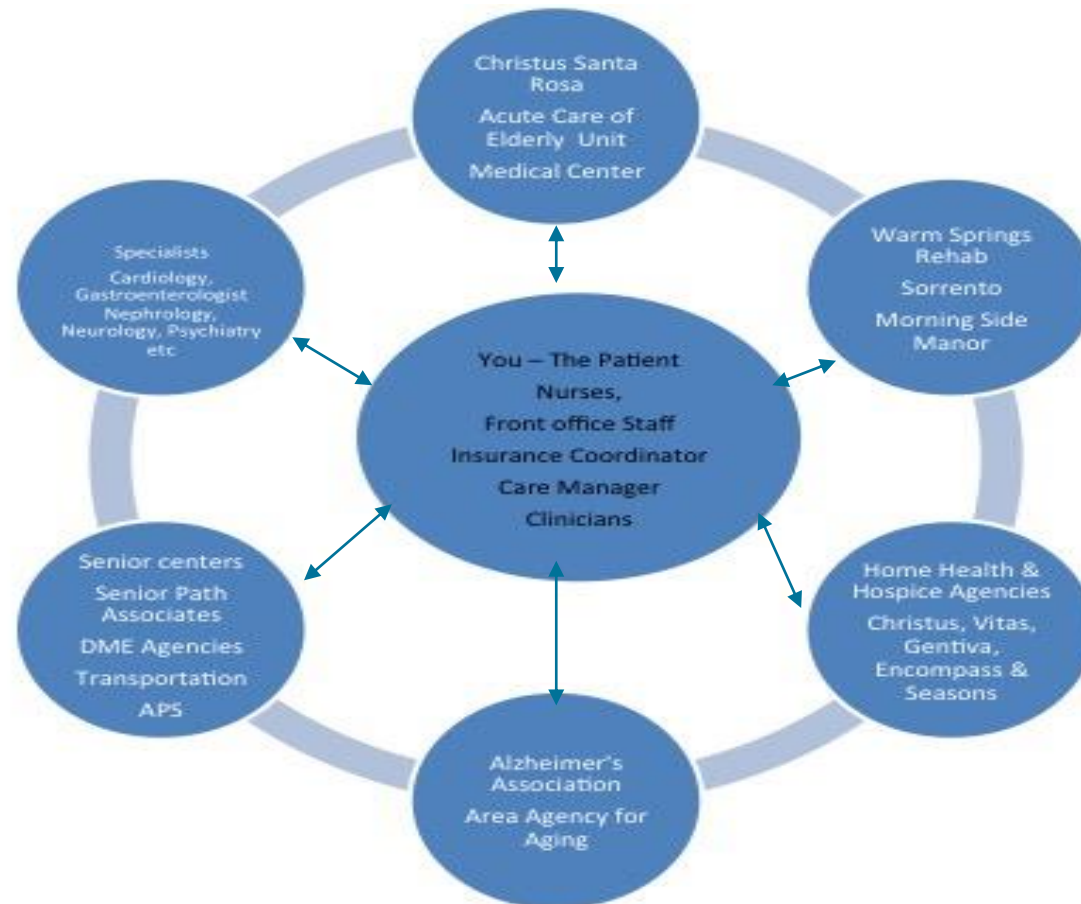 Christus Santa
Rosa
Acute Care of
Elderly Unit
Medical Center
Specialists
Cardiology,
Gastroenterologist
Nephrology,
Neurology, Psychiatry
etc
Warm Springs
Rehab
Sorrento
Morning Side
Manor
You – The Patient
Nurses,
Front office Staff
Insurance Coordinator
Care Manager
Clinicians
Senior centers
Senior Path
Associates
DME Agencies
Transportation
APS
Home Health &
Hospice Agencies
Christus, Vitas,
Gentiva,
Encompass &
Seasons
Alzheimer's
Association
Area Agency for
Aging